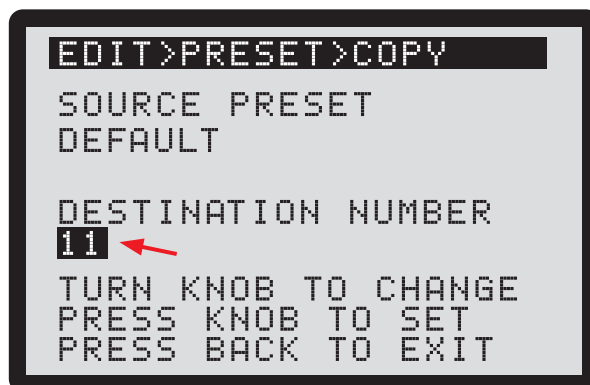 EDIT>PRESET>COPY
SOURCE PRESET
DEFAULT
DESTINATION NUMBER
11
TURN KNOB TO CHANGE
PRESS KNOB TO SET
PRESS BACK TO EXIT